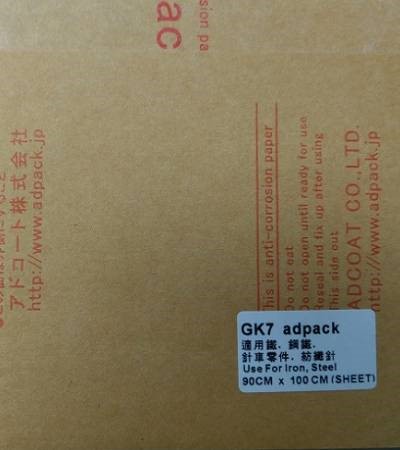 ac
sion pa
アドコート株式会社
http://www.adpack.jp
This is anti-corrosion paper
Do not eat
Do not open until ready for use
Reseal and fix up after using
This side out
ADCOAT CO.,LTD.
http://www.adpack.jp
GK7 adpack
適用鐵﹑鋼鐵﹑
針車零件﹑紡織針
Use For Iron, Steel
90CM x 100CM (SHEET)